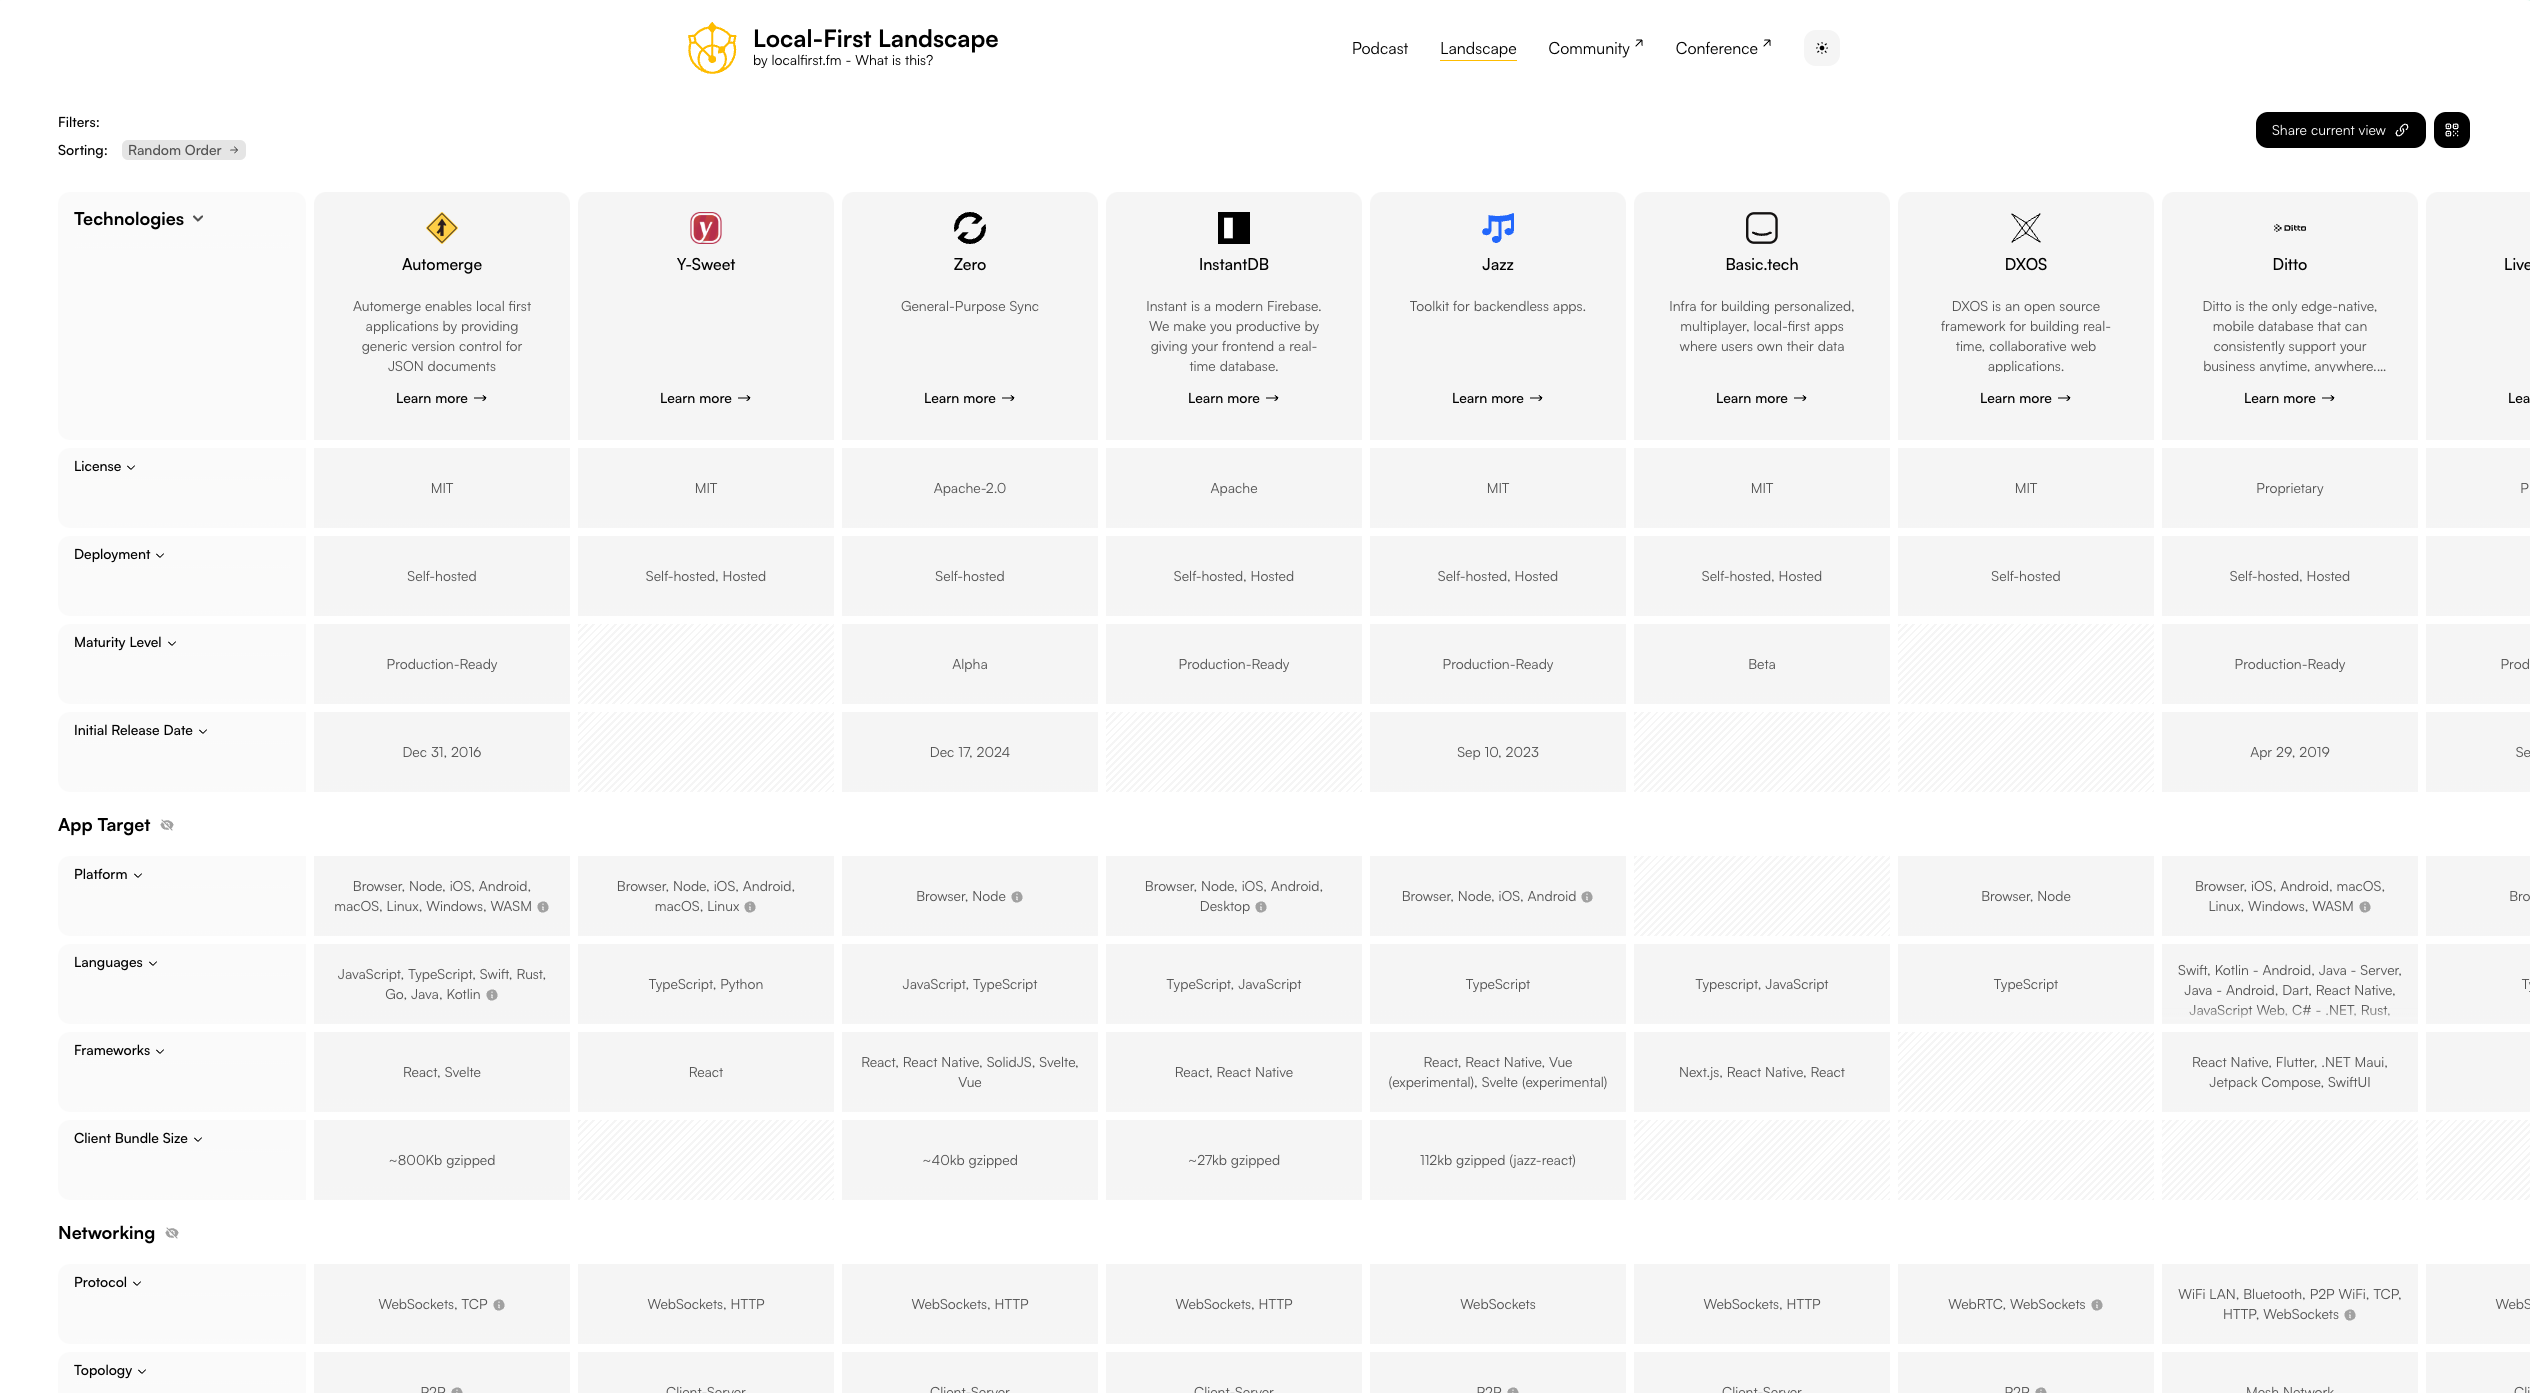 Local-First Landscape
by localfirst.fm - What is this?
Podcast
Landscape
Community
Conference
Filters:
Sorting: Random Order
Share current view
Technologies
Automerge
Automerge enables local first
applications by providing
generic version control for
JSON documents
Learn more
Y-Sweet
Learn more
Zero
General-Purpose Sync
Learn more
InstantDB
Instant is a modern Firebase.
We make you productive by
giving your frontend a real-
time database.
Learn more
Jazz
Toolkit for backendless apps.
Learn more
Basic.tech
Infra for building personalized,
multiplayer, local-first apps
where users own their data
Learn more
DXOS
DXOS is an open source
framework for building real-
time, collaborative web
applications.
Learn more
Ditto
Ditto
Ditto is the only edge-native,
mobile database that can
consistently support your
business anytime, anywhere....
Learn more
Live
Lea
License
MIT
MIT
Apache-2.0
Apache
MIT
MIT
MIT
Proprietary
P
Deployment
Self-hosted
Self-hosted, Hosted
Self-hosted
Self-hosted, Hosted
Self-hosted, Hosted
Self-hosted, Hosted
Self-hosted
Self-hosted, Hosted
Maturity Level
Production-Ready
Alpha
Production-Ready
Production-Ready
Beta
Production-Ready
Prod
Initial Release Date
Dec 31, 2016
Dec 17, 2024
Sep 10, 2023
Apr 29, 2019
Se
App Target
Platform
Browser, Node, iOS, Android,
macOS, Linux, Windows, WASM
Browser, Node, iOS, Android,
macOS, Linux
Browser, Node
Browser, Node, iOS, Android,
Desktop
Browser, Node, iOS, Android
Browser, Node
Browser, iOS, Android, macOS,
Linux, Windows, WASM
Bro
Languages
JavaScript, TypeScript, Swift, Rust,
Go, Java, Kotlin
TypeScript, Python
JavaScript, TypeScript
TypeScript, JavaScript
TypeScript
Typescript, JavaScript
TypeScript
Swift, Kotlin - Android, Java - Server,
Java - Android, Dart, React Native,
JavaScript Web, C# - .NET, Rust,
Frameworks
React, Svelte
React
React, React Native, SolidJS, Svelte,
Vue
React, React Native
React, React Native, Vue
(experimental), Svelte (experimental)
Next.js, React Native, React
React Native, Flutter, .NET Maui,
Jetpack Compose, SwiftUI
Client Bundle Size
~800Kb gzipped
~40kb gzipped
~27kb gzipped
112kb gzipped (jazz-react)
Networking
Protocol
WebSockets, TCP
WebSockets, HTTP
WebSockets, HTTP
WebSockets, HTTP
WebSockets
WebSockets, HTTP
WebRTC, WebSockets
WiFi LAN, Bluetooth, P2P WiFi, TCP,
HTTP, WebSockets
WebS
Topology
P2P
Client-Server
Client-Server
Client-Server
P2P
Client-Server
P2P
Mesh Network